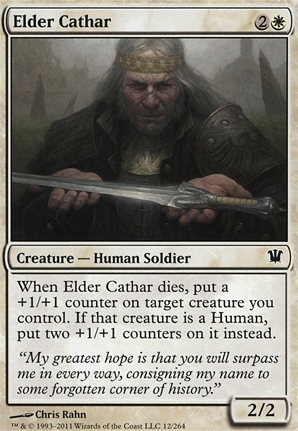 Elder Cathar 2
Creature — Human Soldier
When Elder Cathar dies, put a
+1/+1 counter on target creature you
control. If that creature is a Human,
put two +1/+1 counters on it instead.
"My greatest hope is that you will surpass
me in every way, consigning my name to
some forgotten corner of history."
Chris Rahn
™ & © 1993–2011 Wizards of the Coast LLC 12/264
2/2